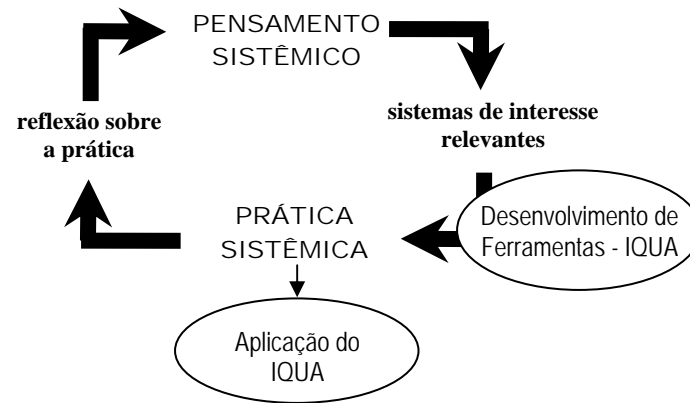 PENSAMENTO
SISTÊMICO
sistemas de interesse
relevantes
reflexão sobre
a prática
Desenvolvimento de
Ferramentas - IQUA
PRÁTICA
SISTÊMICA
Aplicação do
IQUA